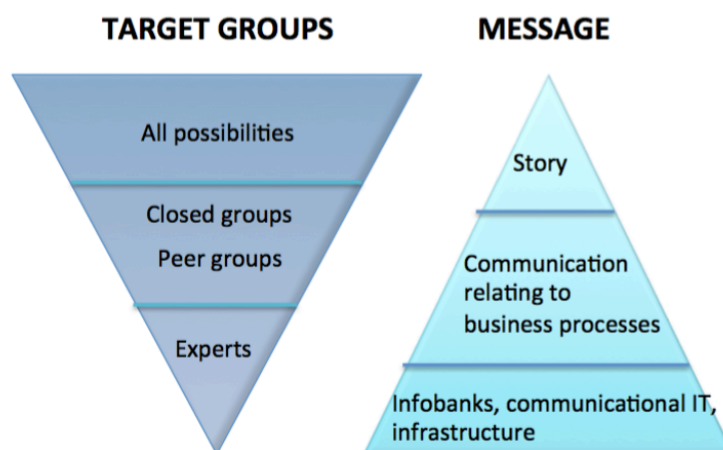 TARGET GROUPS
All possibilities
Closed groups
Peer groups
Experts
MESSAGE
Story
Communication
relating to
business processes
Infobanks, communicational IT,
infrastructure